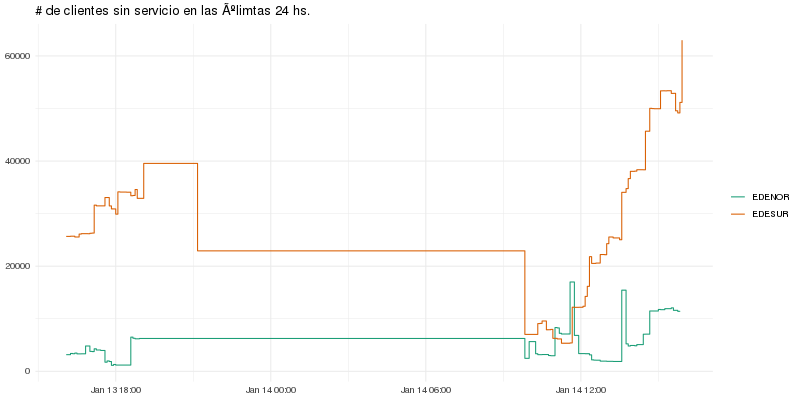 # de clientes sin servicio en las Ãºlimtas 24 hs.
60000
40000
20000
0
Jan 13 18:00
Jan 14 00:00
Jan 14 06:00
Jan 14 12:00
EDENOR
EDESUR